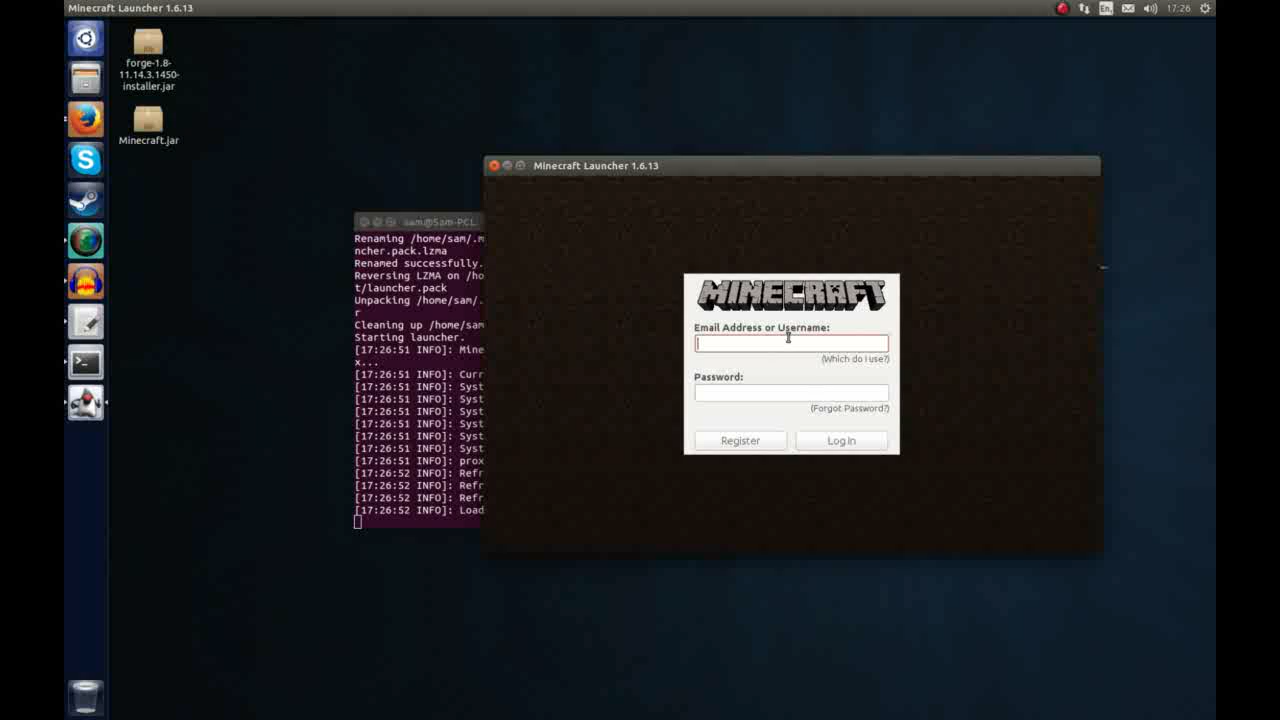 Minecraft Launcher 1.6.13
En
17:26
forge-1.8-
11.14.3.1450-
installer.jar
Minecraft.jar
Minecraft Launcher 1.6.13
sam@Sam-PCL
Renaming /home/sam/.m
ncher.pack.lzma
Renamed successfully.
Reversing LZMA on /ho
t/launcher.pack
Unpacking /home/sam/.
r
Cleaning up /home/sam
Starting launcher.
[17:26:51 INFO]: Mine
x...
[17:26:51 INFO]: Curr
[17:26:51 INFO]: Syst
[17:26:51 INFO]: Syst
[17:26:51 INFO]: Syst
[17:26:51 INFO]: Syst
[17:26:51 INFO]: Syst
[17:26:51 INFO]: Syst
[17:26:51 INFO]: prox
[17:26:52 INFO]: Refr
[17:26:52 INFO]: Refr
[17:26:52 INFO]: Refr
[17:26:52 INFO]: Load
MINECRAFT
Email Address or Username:
(Which do I use?)
Password:
(Forgot Password?)
Register
Log In